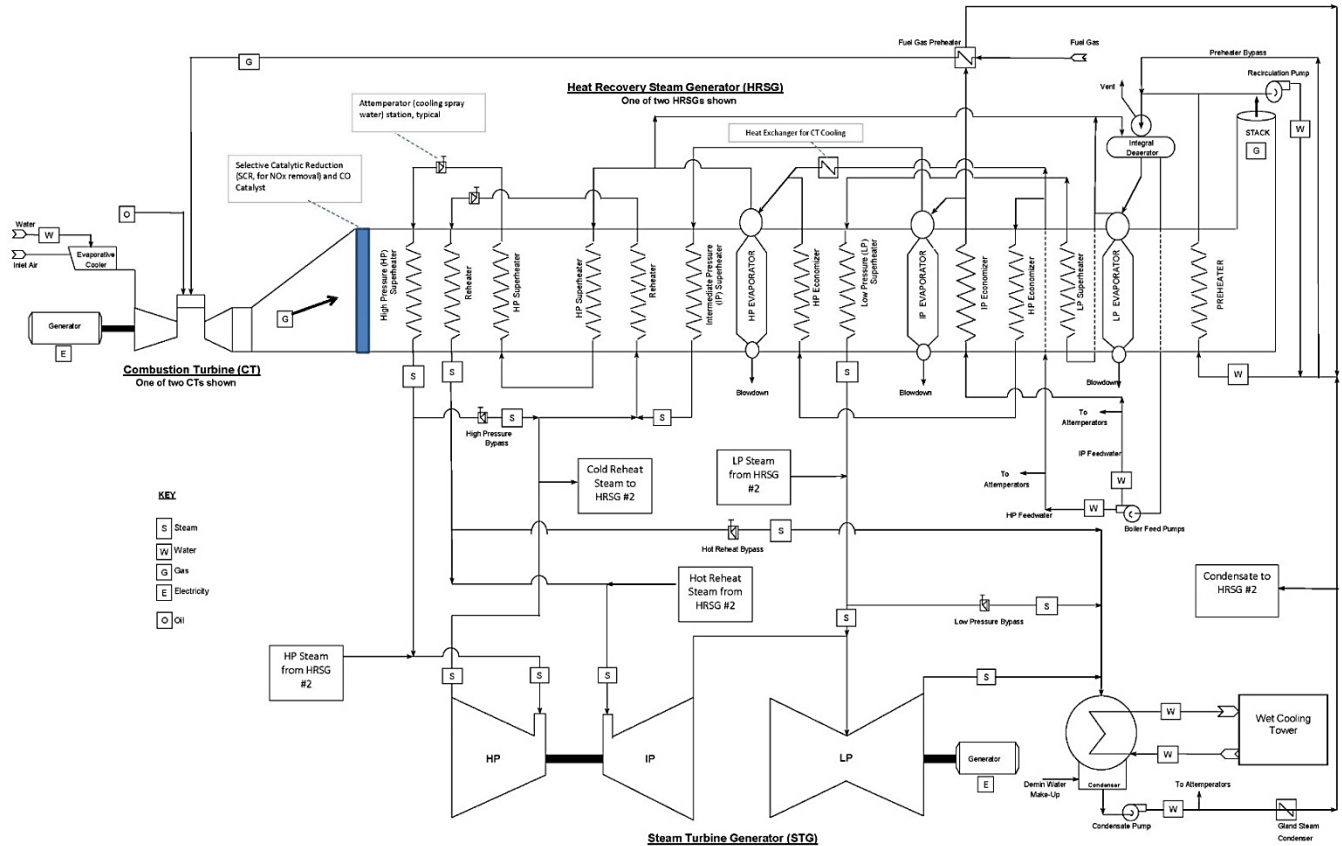 Fuel Gas Preheater
Fuel Gas
Preheater Bypass
Recirculation Pump
G
Heat Recovery Steam Generator (HRSG)
One of two HRSGs shown
Vent
Attemperator (cooling spray
water) station, typical
Heat Exchanger for CT Cooling
Integral
Deaerator
STACK
G
W
Selective Catalytic Reduction
(SCR, for NOx removal) and CO
Catalyst
O
Water
W
Inlet Air
Evaporative
Cooler
G
High Pressure (HP)
Superheater
Reheater
HP Superheater
HP Superheater
Reheater
Intermediate Pressure
(IP) Superheater
HP EVAPORATOR
HP Economizer
Low Pressure (LP)
Superheater
IP EVAPORATOR
IP Economizer
HP Economizer
LP Superheater
LP EVAPORATOR
PREHEATER
Generator
E
Combustion Turbine (CT)
One of two CTs shown
S
S
S
Blowdown
Blowdown
Blowdown
W
High Pressure
Bypass
S
S
To
Attemperators
IP Feedwater
W
To
Attemperators
HP Feedwater
W
Boiler Feed Pumps
Cold Reheat
Steam to
HRSG #2
LP Steam
from HRSG
#2
KEY
S Steam
W Water
G Gas
E Electricity
O Oil
Hot Reheat Bypass
S
Hot Reheat
Steam from
HRSG #2
Condensate to
HRSG #2
S
Low Pressure Bypass
S
HP Steam
from HRSG
#2
S
S
S
S
HP
IP
LP
Generator
E
W
W
Wet Cooling
Tower
Condenser
Demin Water
Make-Up
Condensate Pump
W
To Attemperators
Gland Steam
Condenser
Steam Turbine Generator (STG)